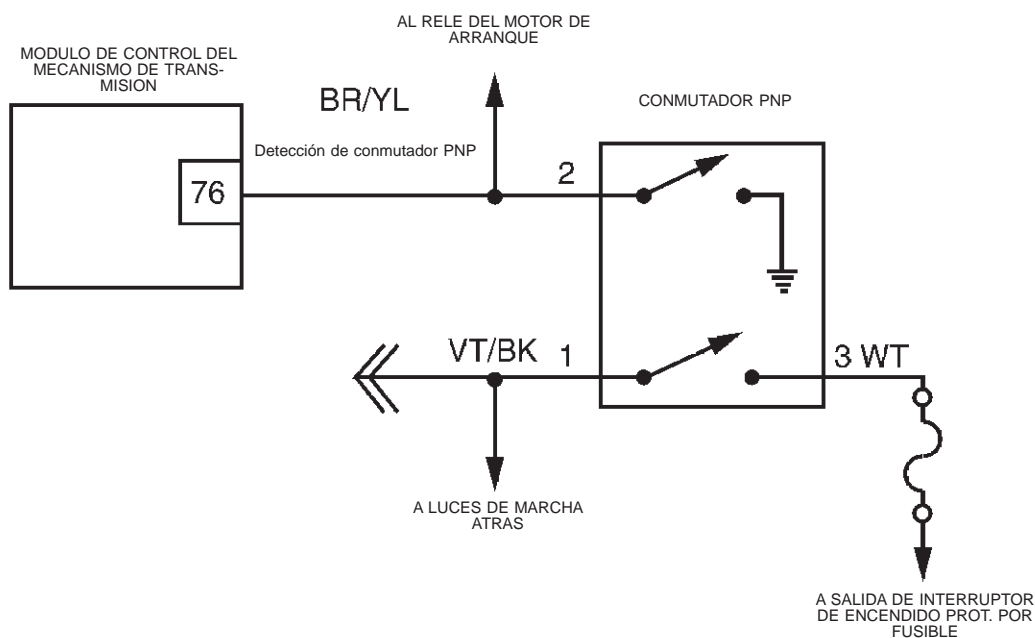 AL RELE DEL MOTOR DE
ARRANQUE
MODULO DE CONTROL DEL
MECANISMO DE TRANS-
MISION
BR/YL
CONMUTADOR PNP
Detección de conmutador PNP
76
2
VT/BK 1
3 WT
A LUCES DE MARCHA
ATRAS
A SALIDA DE INTERRUPTOR
DE ENCENDIDO PROT. POR
FUSIBLE